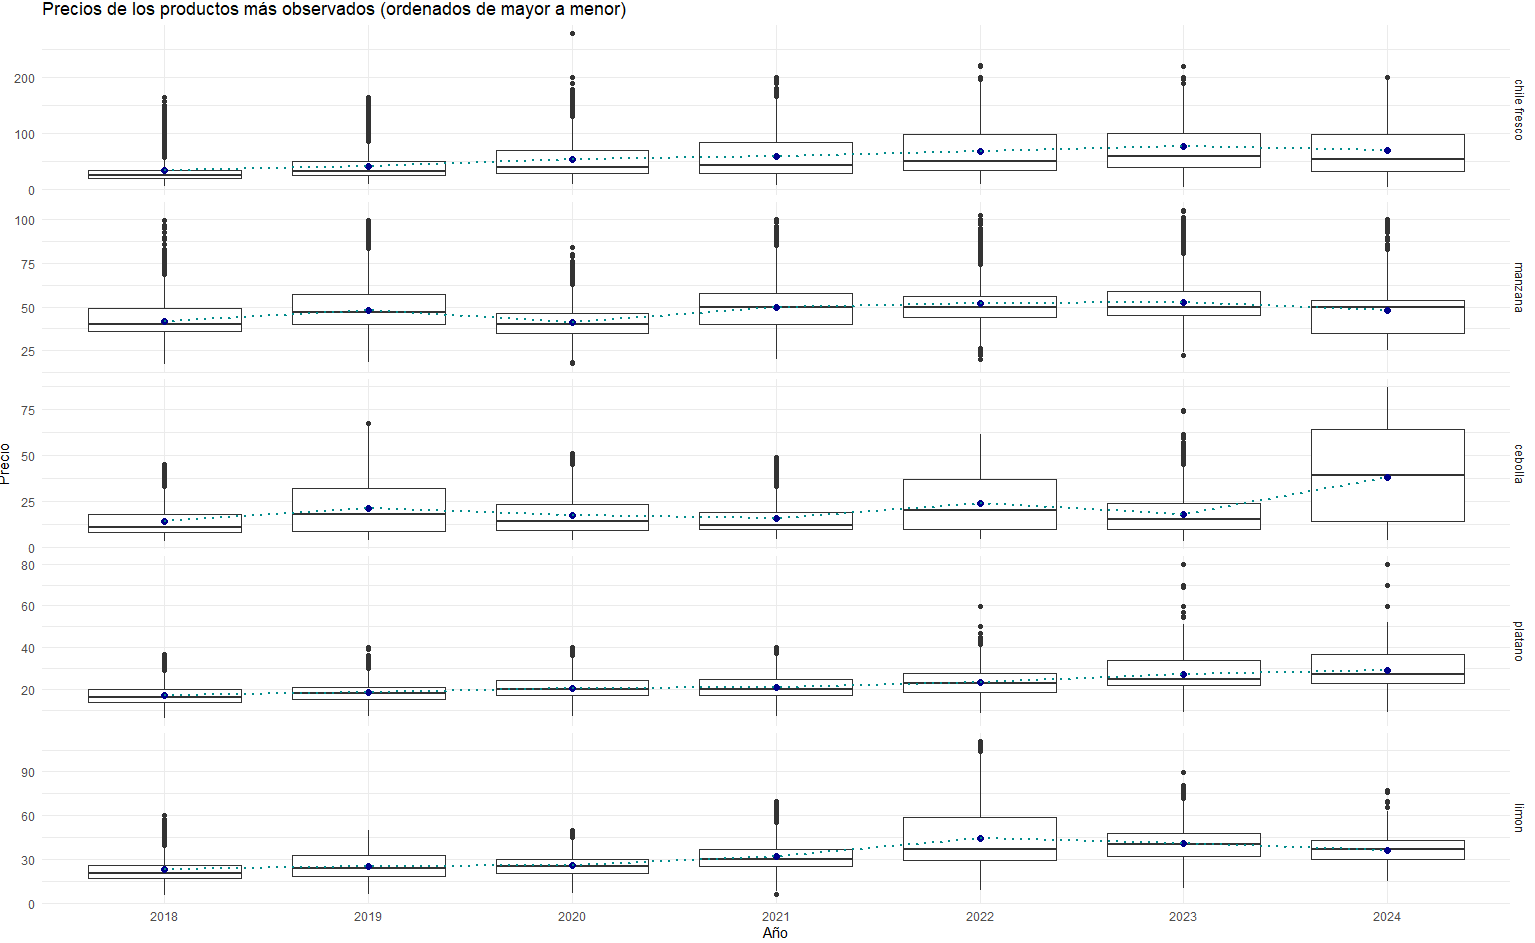 Precios de los productos más observados (ordenados de mayor a menor)
200
100
0
chile fresco
100
75
50
25
manzana
75
50
25
0
cebolla
Precio
80
60
40
20
platano
90
60
30
0
limon
2018 2019 2020 2021 2022 2023 2024
Año